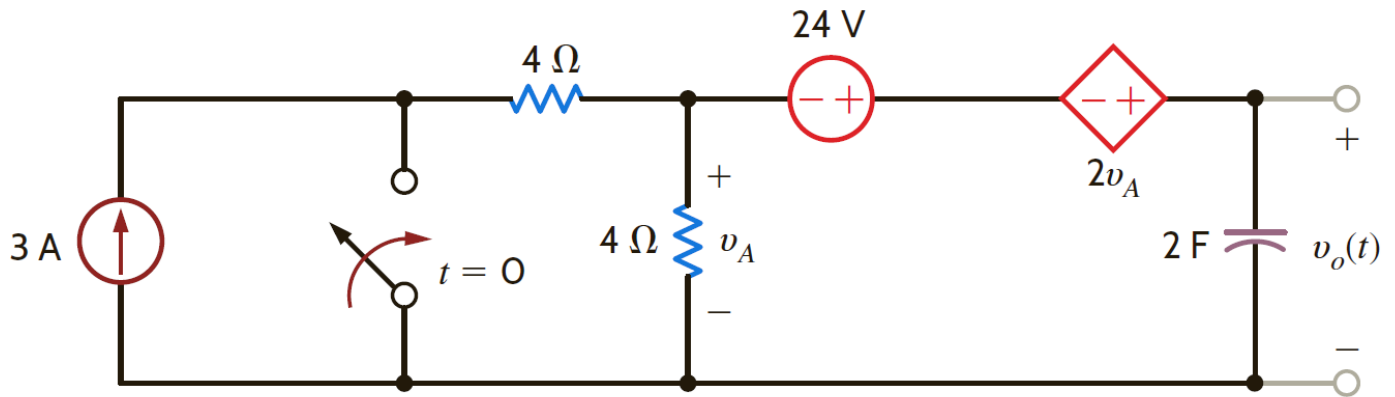 24 V
4 Ω
− +
− +
2v_A
+
+
3 A
4 Ω
v_A
2 F
v_o(t)
t = 0
−
−